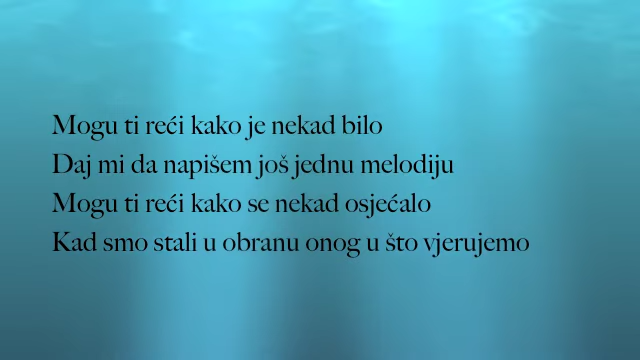 Mogu ti reći kako je nekad bilo
Daj mi da napišem još jednu melodiju
Mogu ti reći kako se nekad osjećalo
Kad smo stali u obranu onog u što vjerujemo